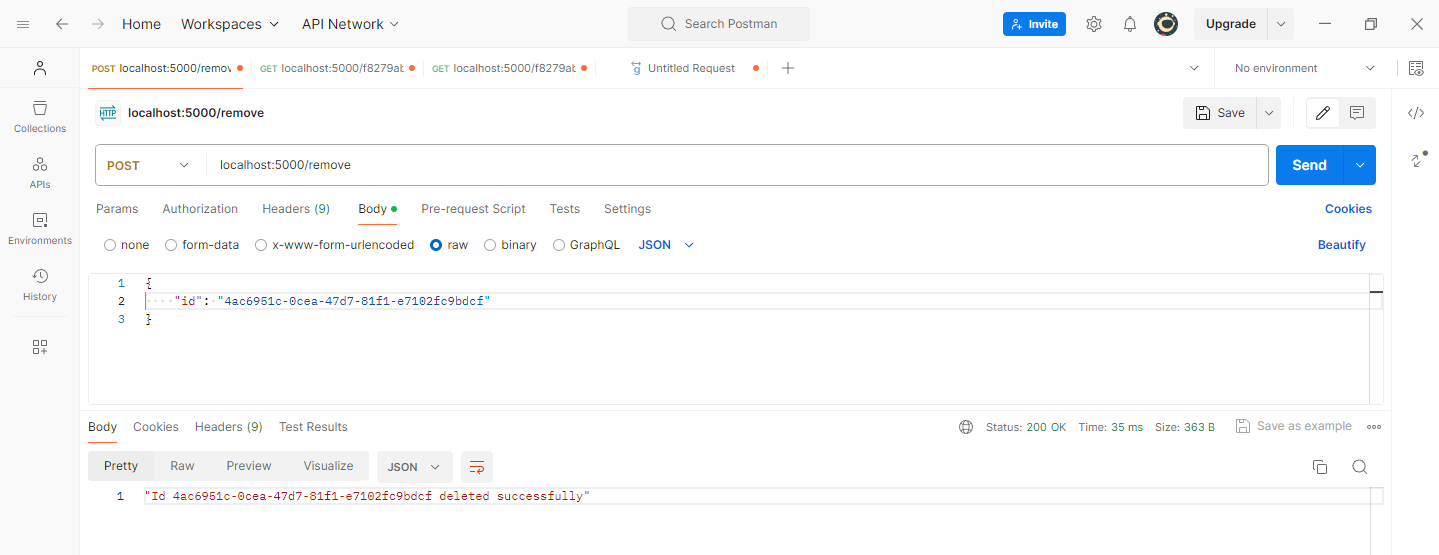 Home Workspaces API Network Search Postman Invite Upgrade
POST localhost:5000/remov GET localhost:5000/f8279al GET localhost:5000/f8279al Untitled Request No environment
HTTP localhost:5000/remove Save
Collections
POST localhost:5000/remove Send
APIs
Params Authorization Headers (9) Body Pre-request Script Tests Settings Cookies
Environments
none form-data x-www-form-urlencoded raw binary GraphQL JSON Beautify
History
1 {
2 "id": "4ac6951c-0cea-47d7-81f1-e7102fc9bdcf"
3 }
Body Cookies Headers (9) Test Results Status: 200 OK Time: 35 ms Size: 363 B Save as example
Pretty Raw Preview Visualize JSON
1 "Id 4ac6951c-0cea-47d7-81f1-e7102fc9bdcf deleted successfully"